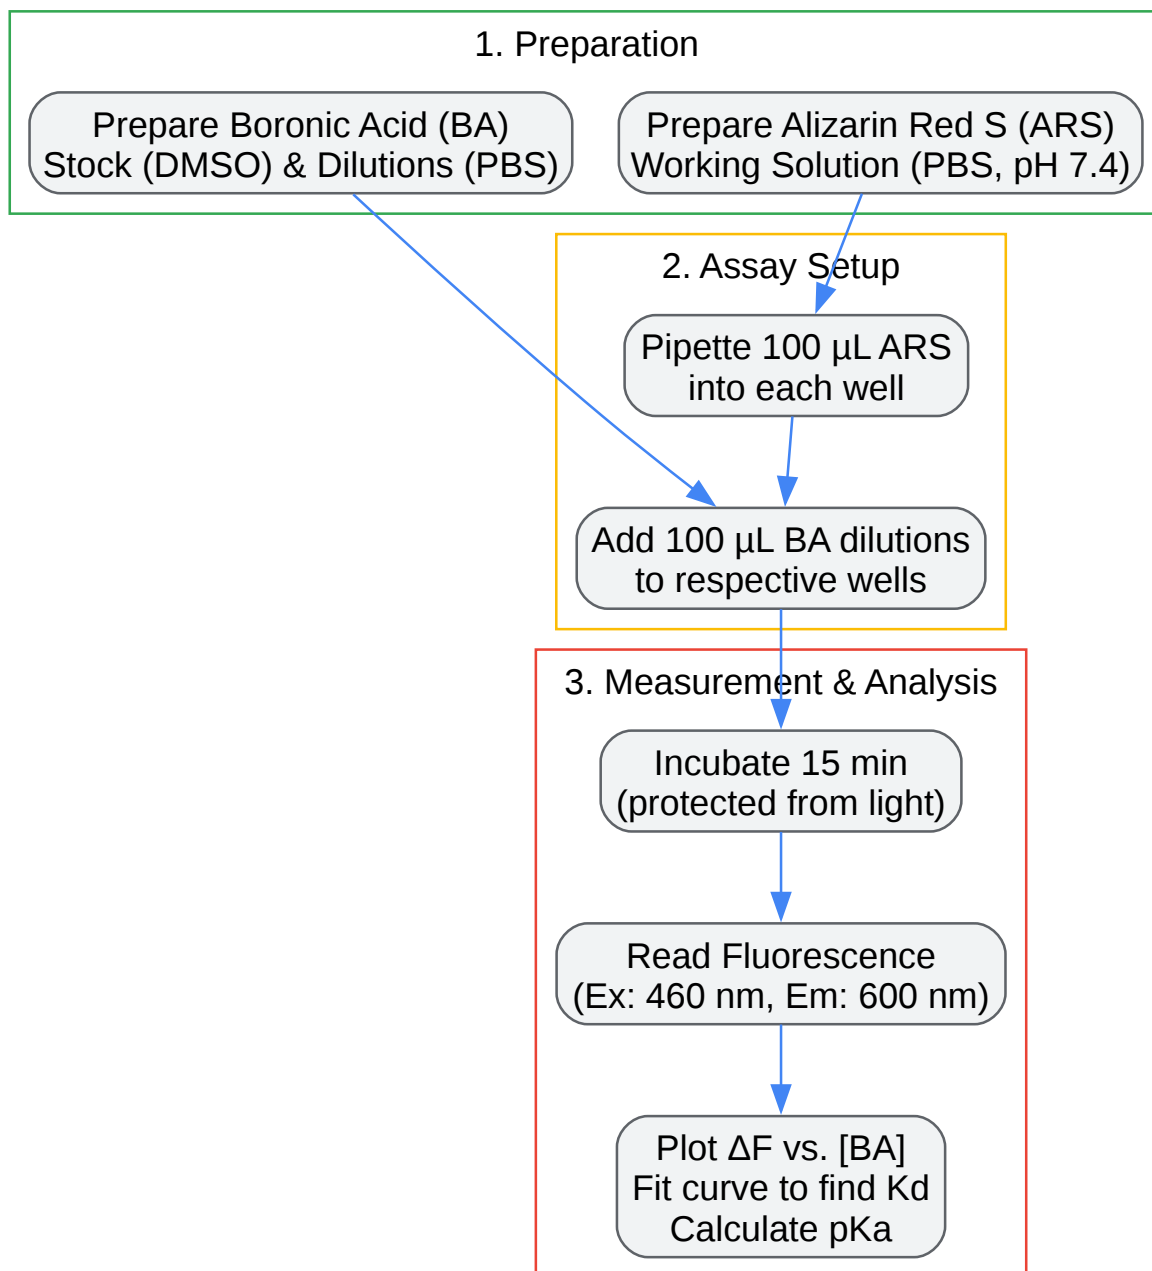 1. Preparation
Prepare Boronic Acid (BA)
Stock (DMSO) & Dilutions (PBS)
Prepare Alizarin Red S (ARS)
Working Solution (PBS, pH 7.4)
2. Assay Setup
Pipette 100 µL ARS
into each well
Add 100 µL BA dilutions
to respective wells
3. Measurement & Analysis
Incubate 15 min
(protected from light)
Read Fluorescence
(Ex: 460 nm, Em: 600 nm)
Plot ΔF vs. [BA]
Fit curve to find Kd
Calculate pKa